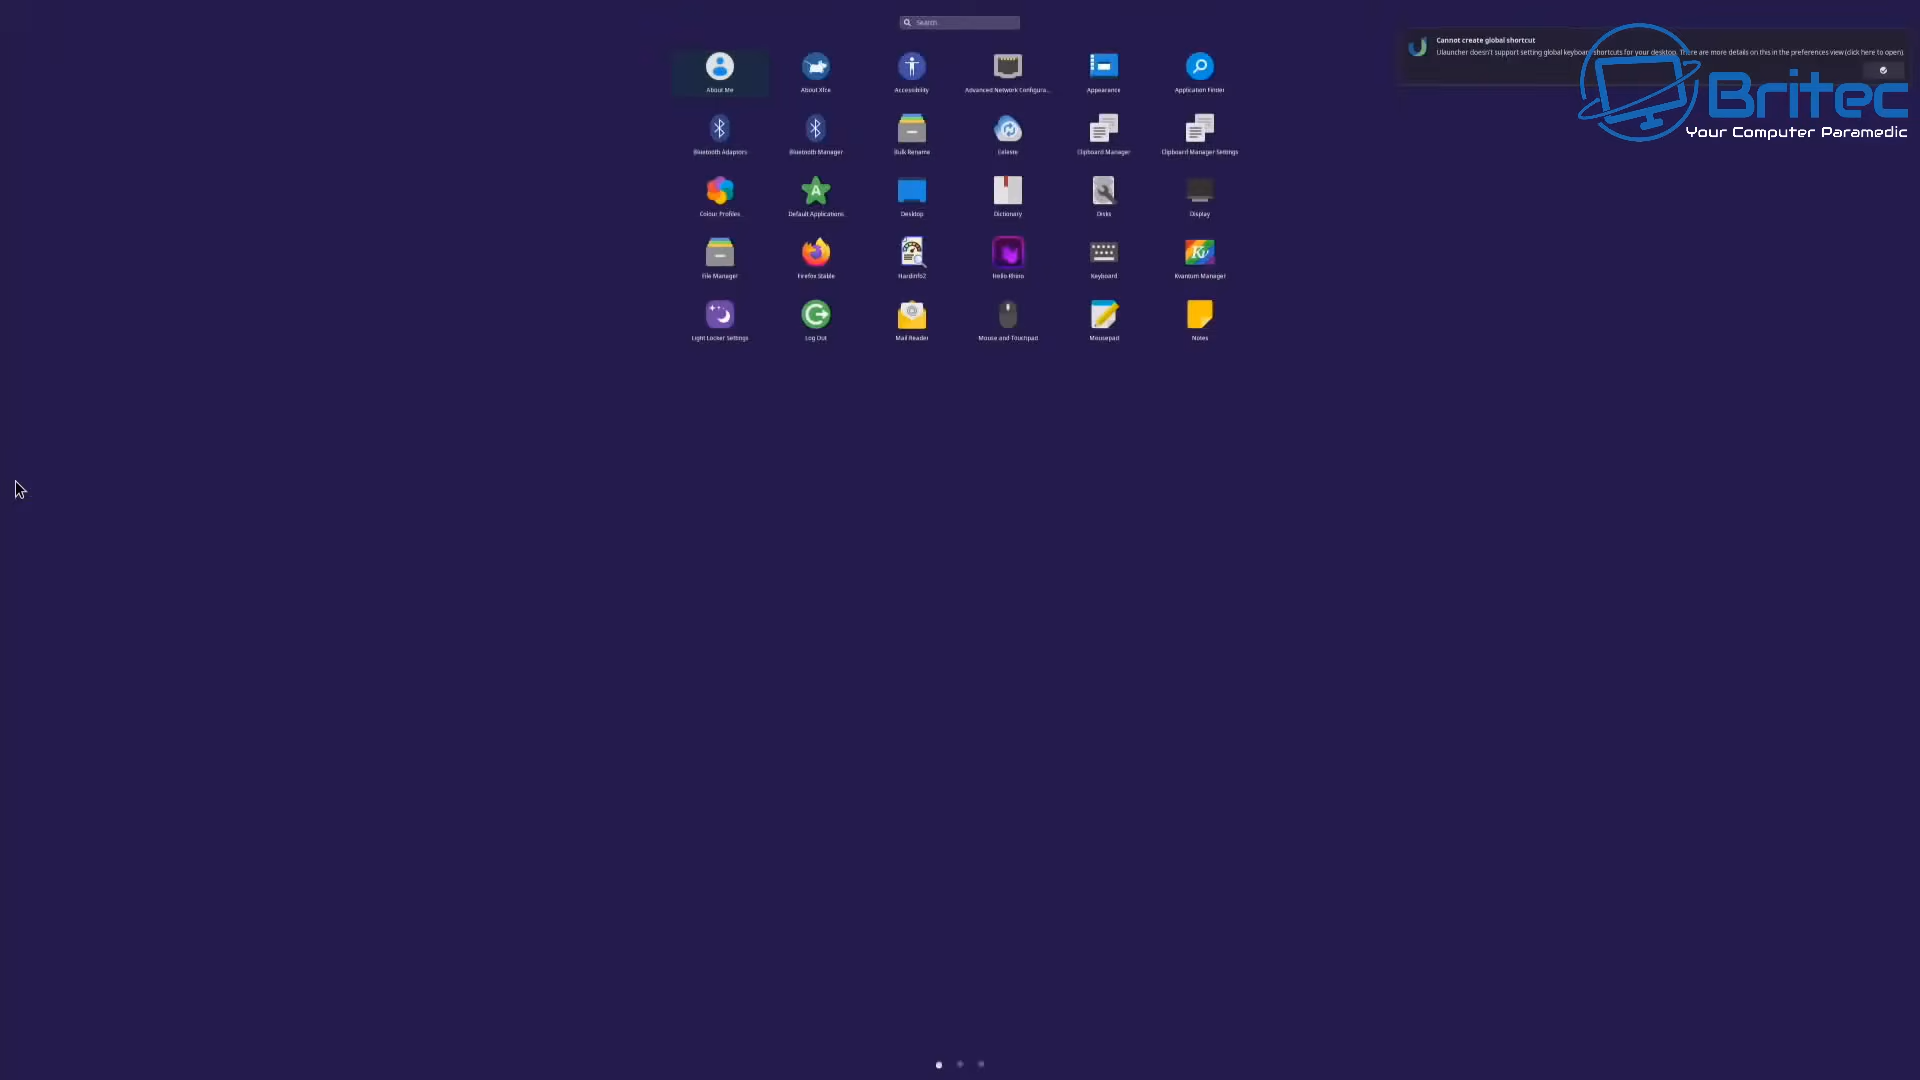 Search
Cannot create global shortcut
Ulauncher doesn't support setting global keyboard shortcuts for your desktop. There are more details on this in the preferences view (click here to open).
Britec
Your Computer Paramedic
About Me
About Xfce
Accessibility
Advanced Network Configura...
Appearance
Application Finder
Bluetooth Adaptors
Bluetooth Manager
Bulk Rename
Celeste
Clipboard Manager
Clipboard Manager Settings
Colour Profiles
Default Applications
Desktop
Dictionary
Disks
Display
File Manager
Firefox Stable
Hardinfo2
Hello Rhino
Keyboard
Kvantum Manager
Light Locker Settings
Log Out
Mail Reader
Mouse and Touchpad
Mousepad
Notes